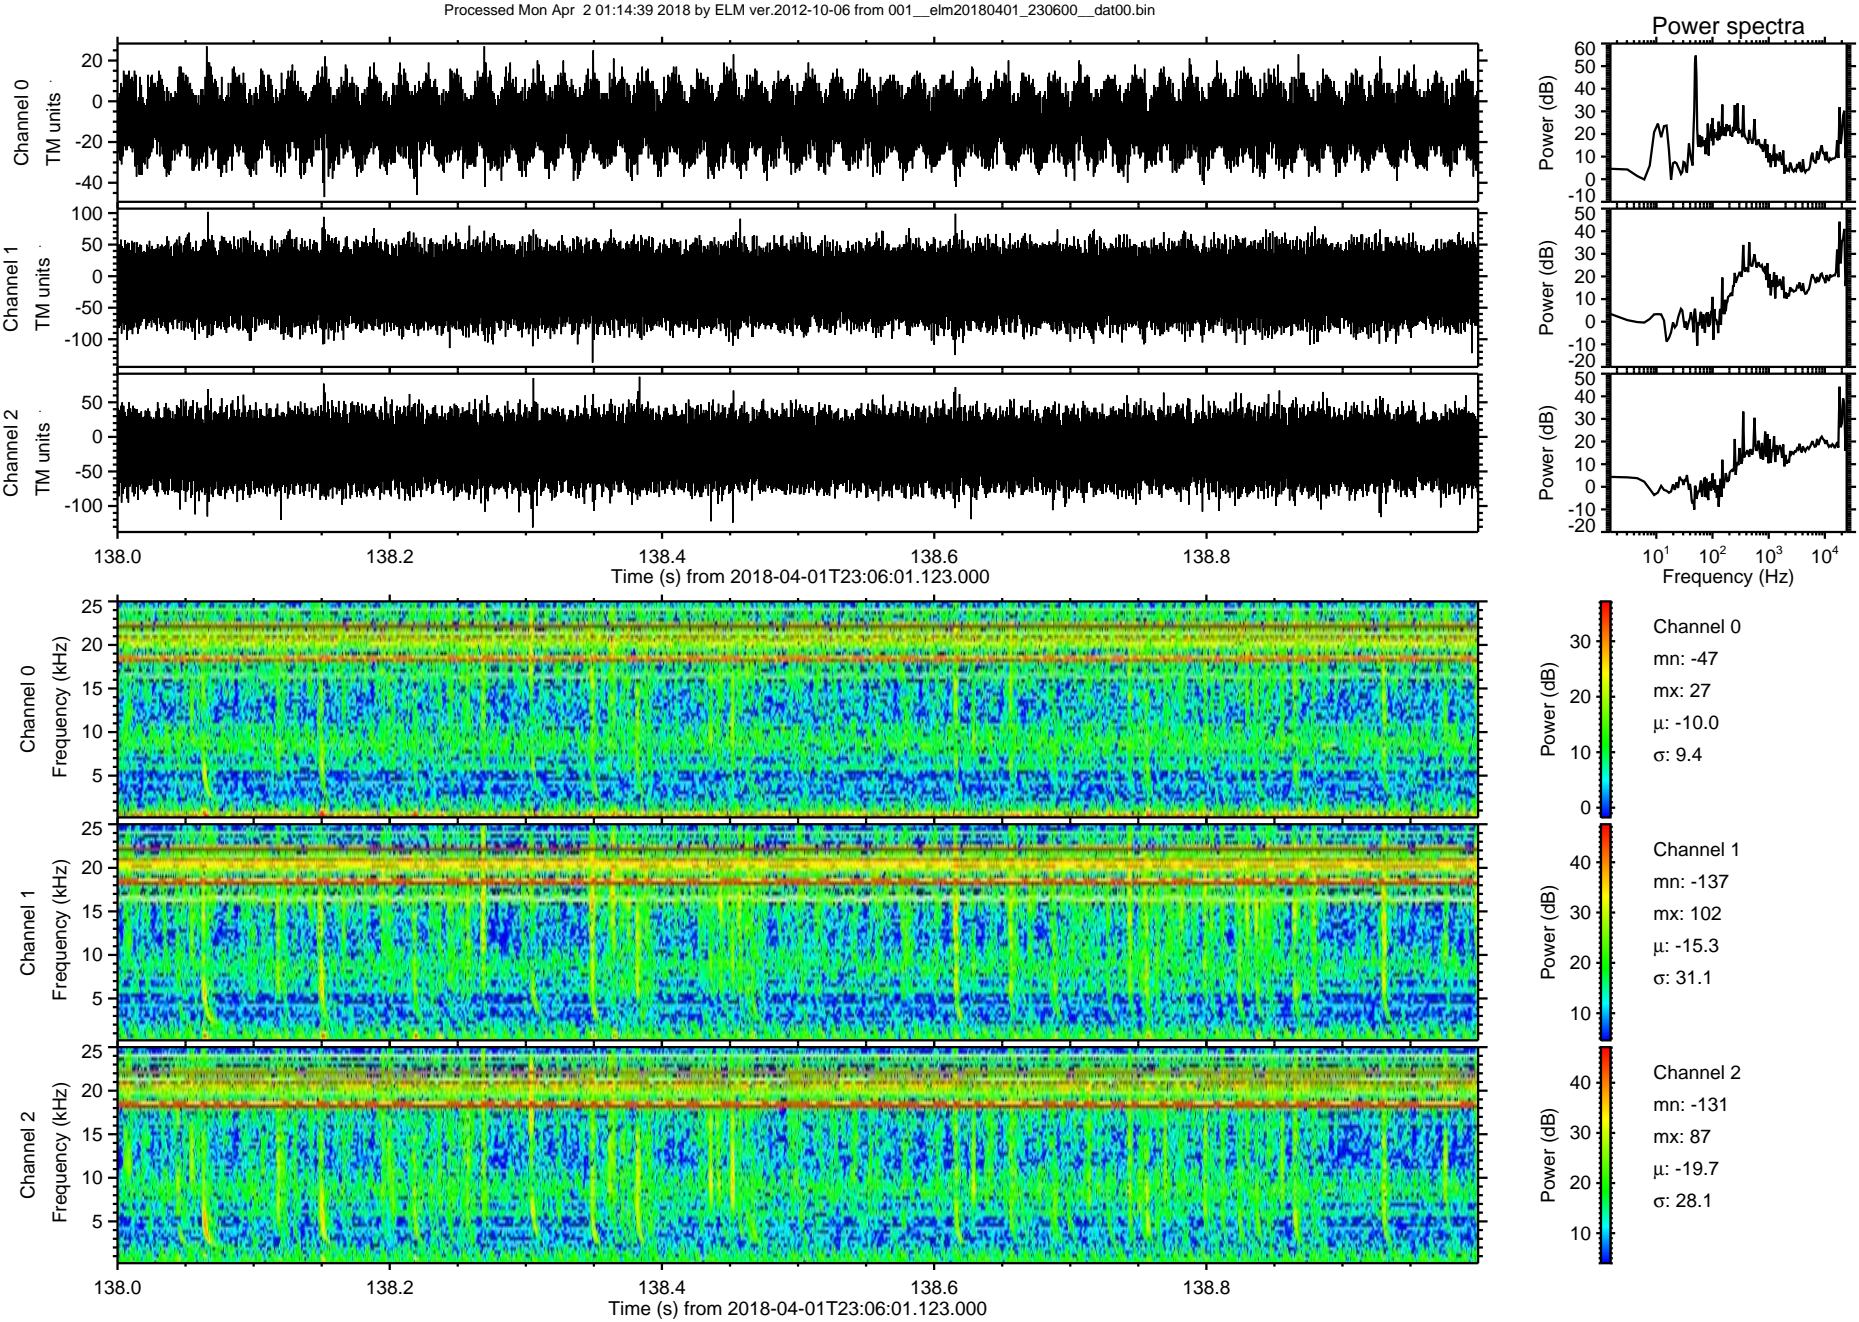 Processed Mon Apr  2 01:14:39 2018 by ELM ver.2012-10-06 from 001__elm20180401_230600__dat00.bin
Power spectra
Channel 0
TM units
20
0
-20
-40
Power (dB)
60
50
40
30
20
10
0
-10
Channel 1
TM units
100
50
0
-50
-100
Power (dB)
50
40
30
20
10
0
-10
-20
Channel 2
TM units
50
0
-50
-100
Power (dB)
50
40
30
20
10
0
-10
-20
138.0 138.2 138.4 138.6 138.8
Time (s) from 2018-04-01T23:06:01.123.000
10^1 10^2 10^3 10^4
Frequency (Hz)
Channel 0
Frequency (kHz)
25
20
15
10
5
Power (dB)
30
20
10
0
Channel 0
mn: -47
mx: 27
μ: -10.0
σ: 9.4
Channel 1
Frequency (kHz)
25
20
15
10
5
Power (dB)
40
30
20
10
Channel 1
mn: -137
mx: 102
μ: -15.3
σ: 31.1
Channel 2
Frequency (kHz)
25
20
15
10
5
Power (dB)
40
30
20
10
Channel 2
mn: -131
mx: 87
μ: -19.7
σ: 28.1
138.0 138.2 138.4 138.6 138.8
Time (s) from 2018-04-01T23:06:01.123.000